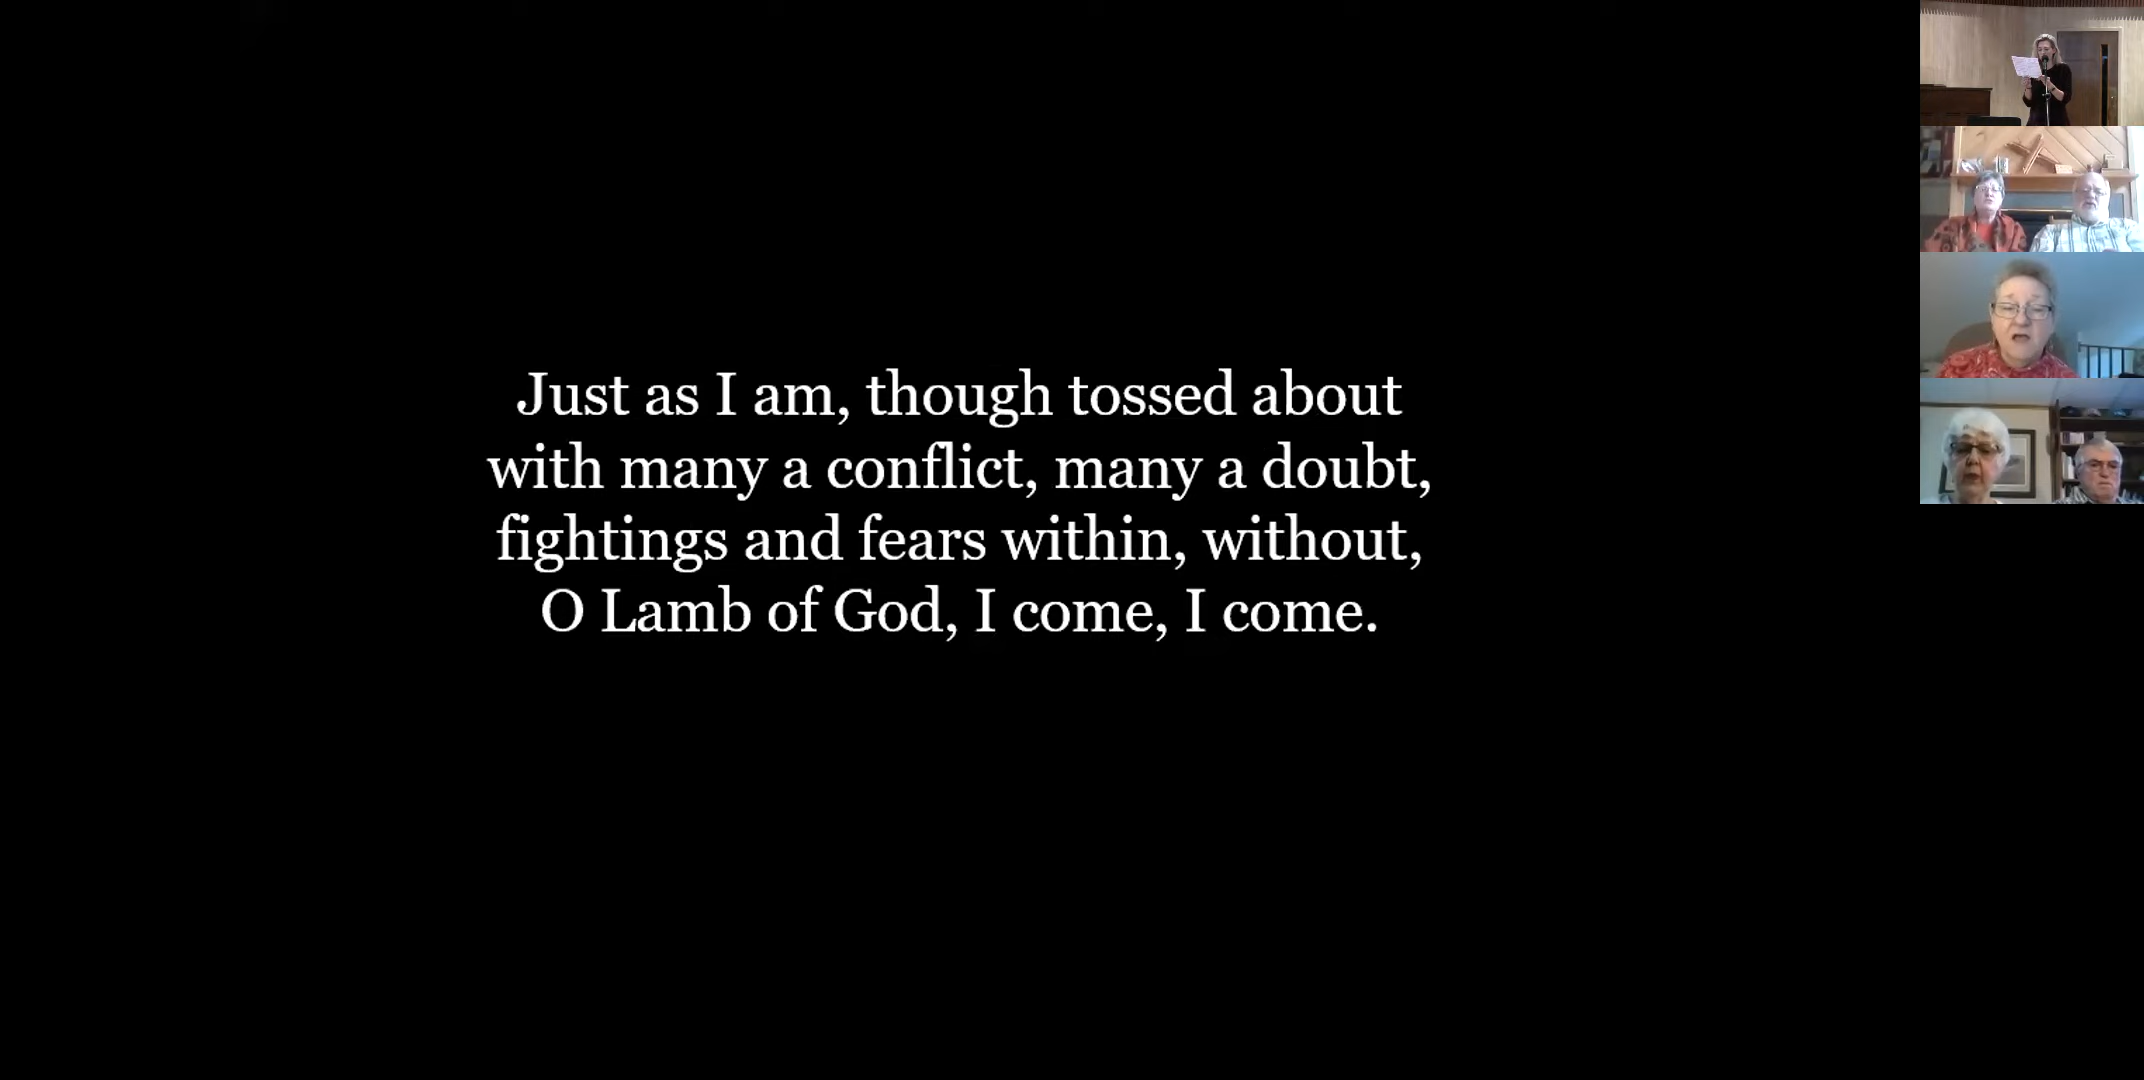 Just as I am, though tossed about
with many a conflict, many a doubt,
fightings and fears within, without,
O Lamb of God, I come, I come.